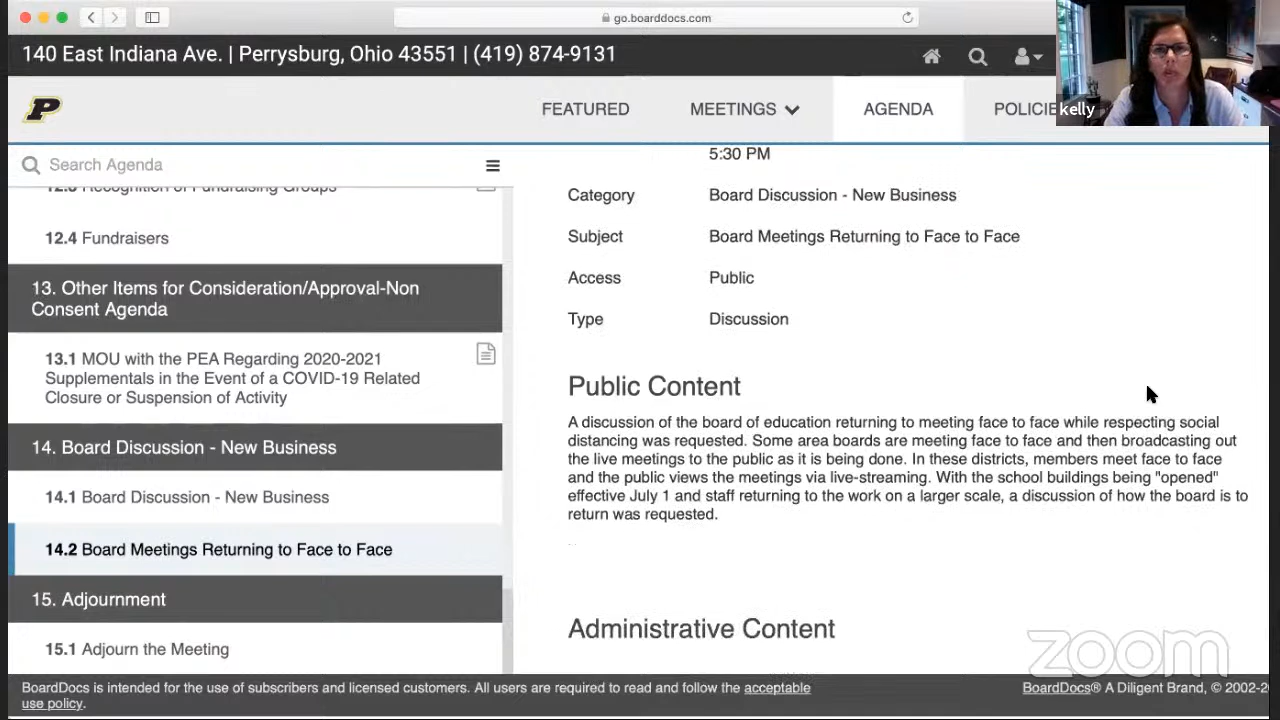 go.boarddocs.com
140 East Indiana Ave. | Perrysburg, Ohio 43551 | (419) 874-9131
P
FEATURED
MEETINGS
AGENDA
POLICIE
kelly
Search Agenda
12.3 Recognition of Fundraising Groups
12.4 Fundraisers
13. Other Items for Consideration/Approval-Non
Consent Agenda
13.1 MOU with the PEA Regarding 2020-2021
Supplementals in the Event of a COVID-19 Related
Closure or Suspension of Activity
14. Board Discussion - New Business
14.1 Board Discussion - New Business
14.2 Board Meetings Returning to Face to Face
15. Adjournment
15.1 Adjourn the Meeting
5:30 PM
Category Board Discussion - New Business
Subject Board Meetings Returning to Face to Face
Access Public
Type Discussion
Public Content
A discussion of the board of education returning to meeting face to face while respecting social
distancing was requested. Some area boards are meeting face to face and then broadcasting out
the live meetings to the public as it is being done. In these districts, members meet face to face
and the public views the meetings via live-streaming. With the school buildings being "opened"
effective July 1 and staff returning to the work on a larger scale, a discussion of how the board is to
return was requested.
Administrative Content
zoom
BoardDocs is intended for the use of subscribers and licensed customers. All users are required to read and follow the acceptable
use policy.
BoardDocs® A Diligent Brand, © 2002-2